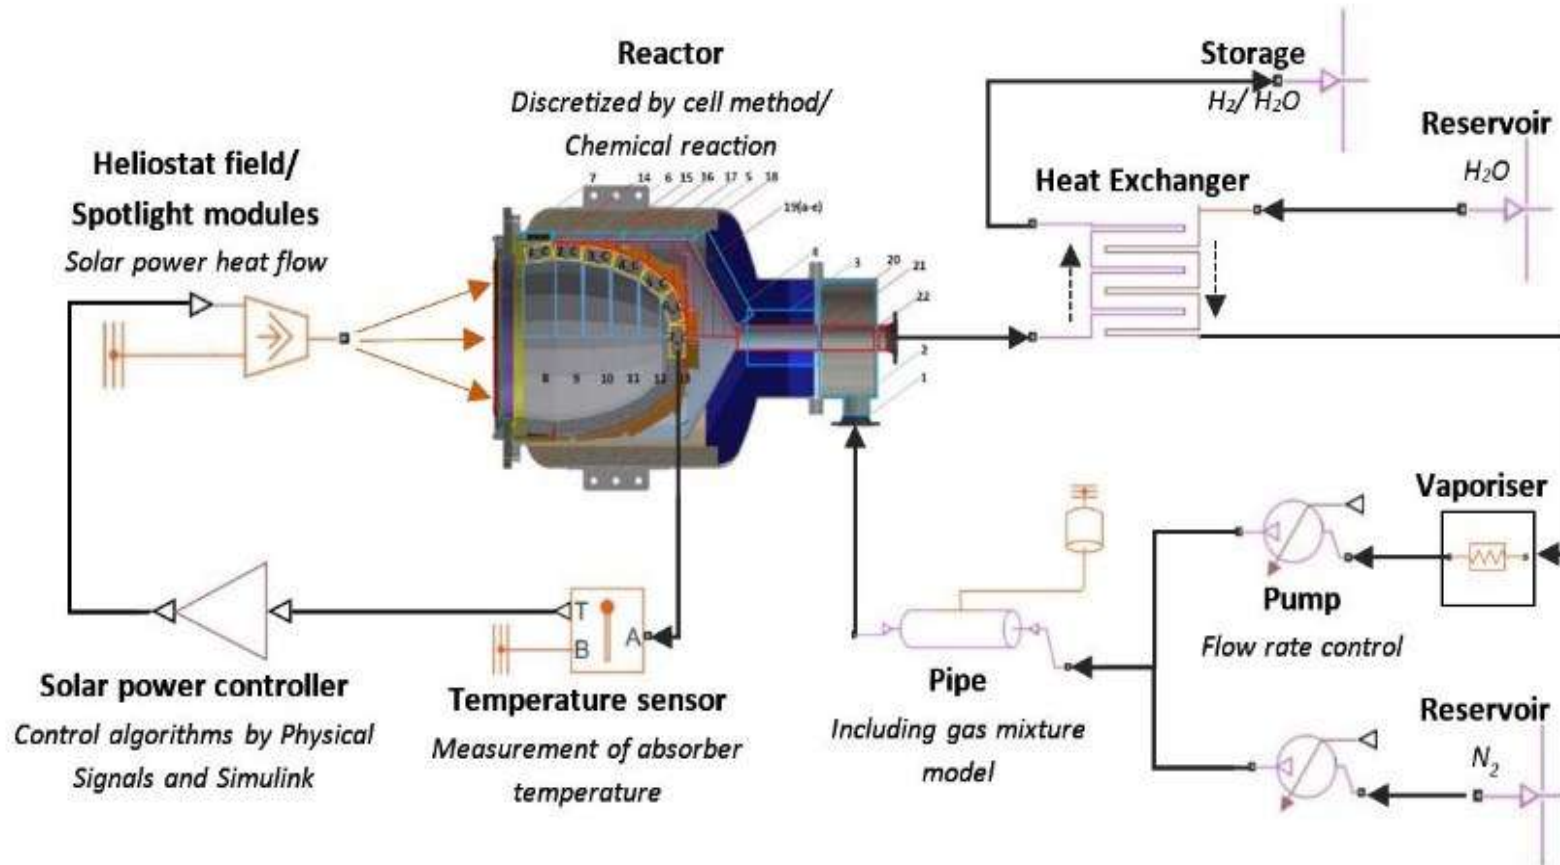 Reactor
Discretized by cell method/
Chemical reaction
Storage
H₂/ H₂O
Reservoir
H₂O
Heat Exchanger
Heliostat field/
Spotlight modules
Solar power heat flow
7 14 6 15 16 17 5 18
19(a-e)
4 3 20
21
22
2
1
8 9 10 11 12 13
Vaporiser
Pump
Flow rate control
T
B A
Solar power controller
Control algorithms by Physical
Signals and Simulink
Temperature sensor
Measurement of absorber
temperature
Pipe
Including gas mixture
model
Reservoir
N₂